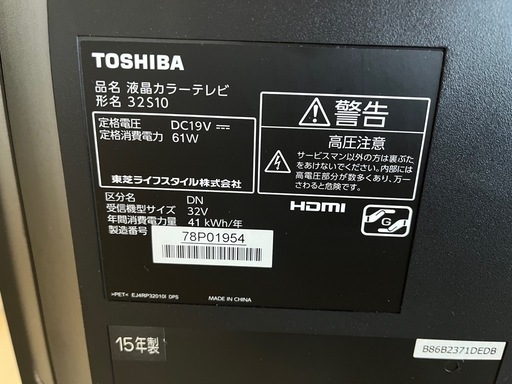 TOSHIBA
品名 液晶カラーテレビ
形名 32S10
定格電圧 DC19V
定格消費電力 61W
東芝ライフスタイル株式会社
区分名 DN
受信機型サイズ 32V
年間消費電力量 41 kWh/年
製造番号
78P01954
警告
高圧注意
サービスマン以外の方は裏ぶた
をあけないでください。内部には
高電圧部分が数多くあり、万一
さわると危険です。
HDMI
G
>PET< EJ4RP32010I DPS
MADE IN CHINA
15年製
B86B2371DEDB